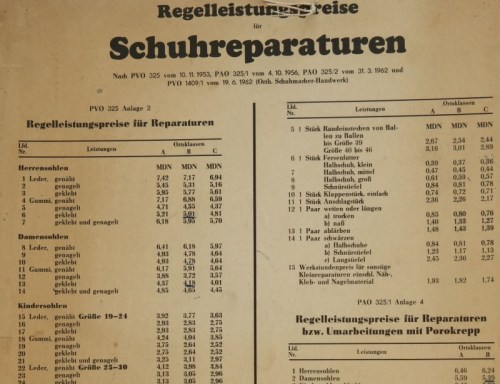 Regelleistungspreise
für
Schuhreparaturen
Nach PVO 325 vom 10. 11. 1953, PAO 325/1 vom 4. 10. 1956, PAO 325/2 vom 31. 3. 1962 und
PVO 1409/1 vom 19. 6. 1962 (Orth. Schuhmacher-Handwerk)
PVO 325 Anlage 2
Regelleistungspreise für Reparaturen
Lfd. Nr. Leistungen Ortsklassen
A B C
MDN MDN MDN
Herrensohlen
1 Leder, genäht 7,42 7,17 6,94
2 genagelt 5,45 5,31 5,16
3 geklebt 5,95 5,77 5,61
4 Gummi, genäht 7,17 6,88 6,59
5 genagelt 4,71 4,55 4,37
6 geklebt 5,21 5,01 4,81
7 geklebt und genagelt 6,18 5,95 5,70
Damensohlen
8 Leder, genäht 6,41 6,18 5,97
9 genagelt 4,93 4,78 4,64
10 geklebt 4,93 4,78 4,64
11 Gummi, genäht 6,17 5,91 5,64
12 genagelt 3,88 3,72 3,57
13 geklebt 4,37 4,18 4,01
14 geklebt und genagelt 4,85 4,65 4,45
Kindersohlen
15 Leder, genäht Größe 19–24 3,92 3,77 3,63
16 genagelt 2,93 2,83 2,75
17 geklebt 2,93 2,83 2,75
18 Gummi, genäht 4,24 4,04 3,85
19 genagelt 2,75 2,64 2,52
20 geklebt 2,75 2,64 2,52
21 geklebt und genagelt 3,25 3,11 2,97
22 Leder, genäht Größe 25–30 4,12 3,98 3,84
23 genagelt 3,13 3,05 2,96
24 geklebt 3,13 3,05 2,96
Lfd. Nr. Leistungen Ortsklassen
A B C
MDN MDN MDN
5 1 Stück Randeinstechen von Bal-
len zu Ballen
bis Größe 39 2,67 2,54 2,44
Größe 40 bis 46 3,16 3,01 2,89
6 1 Stück Fersenfutter
Halbschuh, klein 0,39 0,37 0,36
7 Halbschuh, mittel 0,47 0,45 0,44
8 Halbschuh, groß 0,61 0,59 0,57
9 Schnürstiefel 0,84 0,81 0,78
10 1 Stück Kloppenstück, einfach 0,74 0,72 0,71
11 1 Stück Anschlagstück 2,36 2,26 2,17
12 1 Paar weiten oder längen
a) trocken 0,83 0,80 0,77
b) naß 1,40 1,33 1,27
13 1 Paar abfärben 1,48 1,43 1,39
14 1 Paar schwärzen
a) Halbschuhe 0,84 0,81 0,78
b) Schnürstiefel 1,23 1,17 1,13
c) Langstiefel 2,45 2,36 2,27
15 Werkstundenpreis für sonstige
Kleinreparaturen einschl. Näh-,
Kleb- und Nagelmaterial 1,93 1,82 1,74
PAO 325/1 Anlage 4
Regelleistungspreise für Reparaturen
bzw. Umarbeitungen mit Porokrepp
1 Herrensohlen 6,46 6,21
2 Damensohlen 5,59